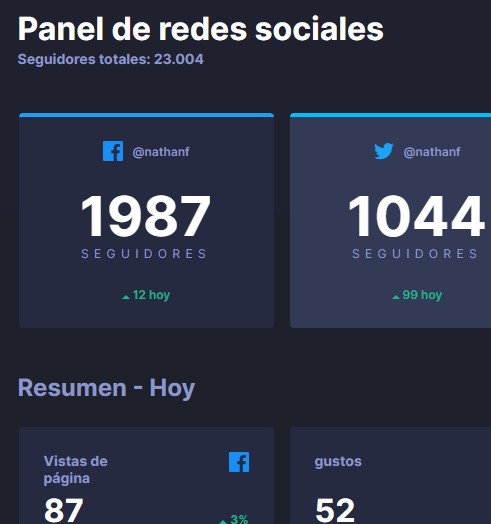 Panel de redes sociales
Seguidores totales: 23.004
@nathanf
@nathanf
1987
1044
SEGUIDORES
SEGUIDORES
12 hoy
99 hoy
Resumen - Hoy
Vistas de
página
gustos
87
3%
52